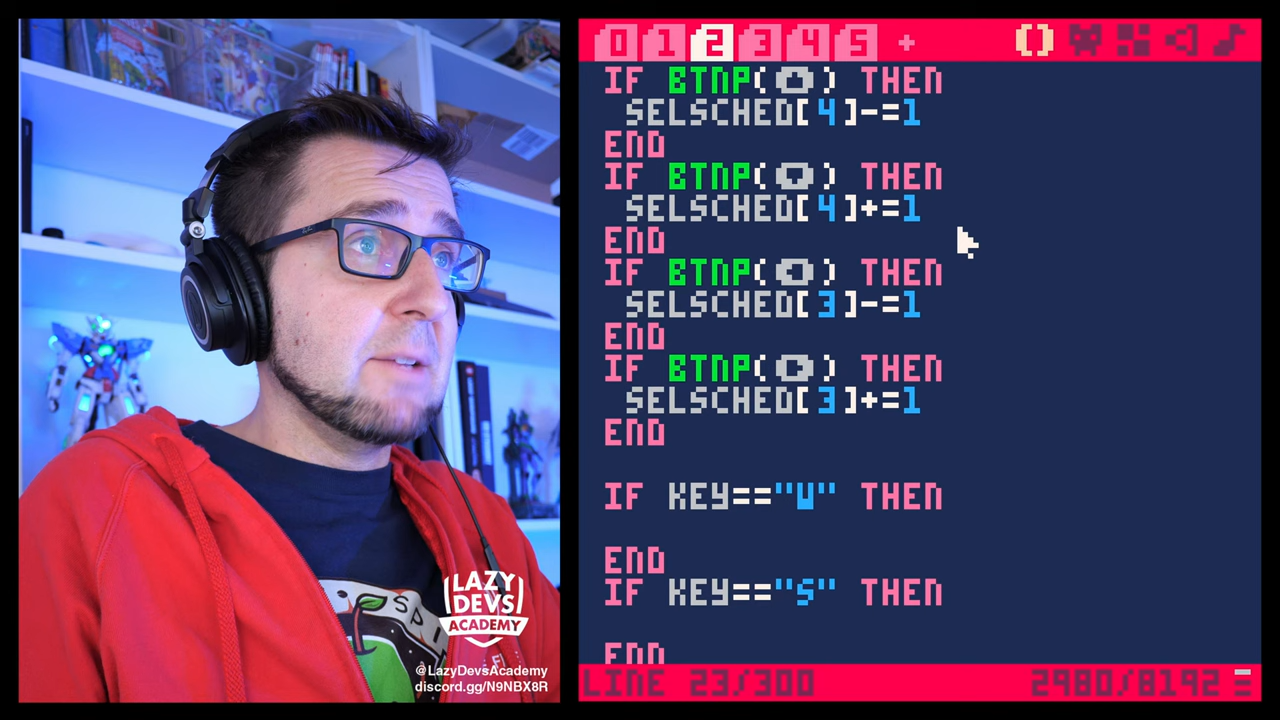 LAZY
DEVS
ACADEMY
@LazyDevsAcademy
discord.gg/N9NBX8R
0 1 2 3 4 5 +
IF BTNP(⬆️) THEN
SELSCHED[4]-=1
END
IF BTNP(⬇️) THEN
SELSCHED[4]+=1
END
IF BTNP(⬅️) THEN
SELSCHED[3]-=1
END
IF BTNP(➡️) THEN
SELSCHED[3]+=1
END
IF KEY=="W" THEN
END
IF KEY=="S" THEN
END
LINE 23/300
2980/8192